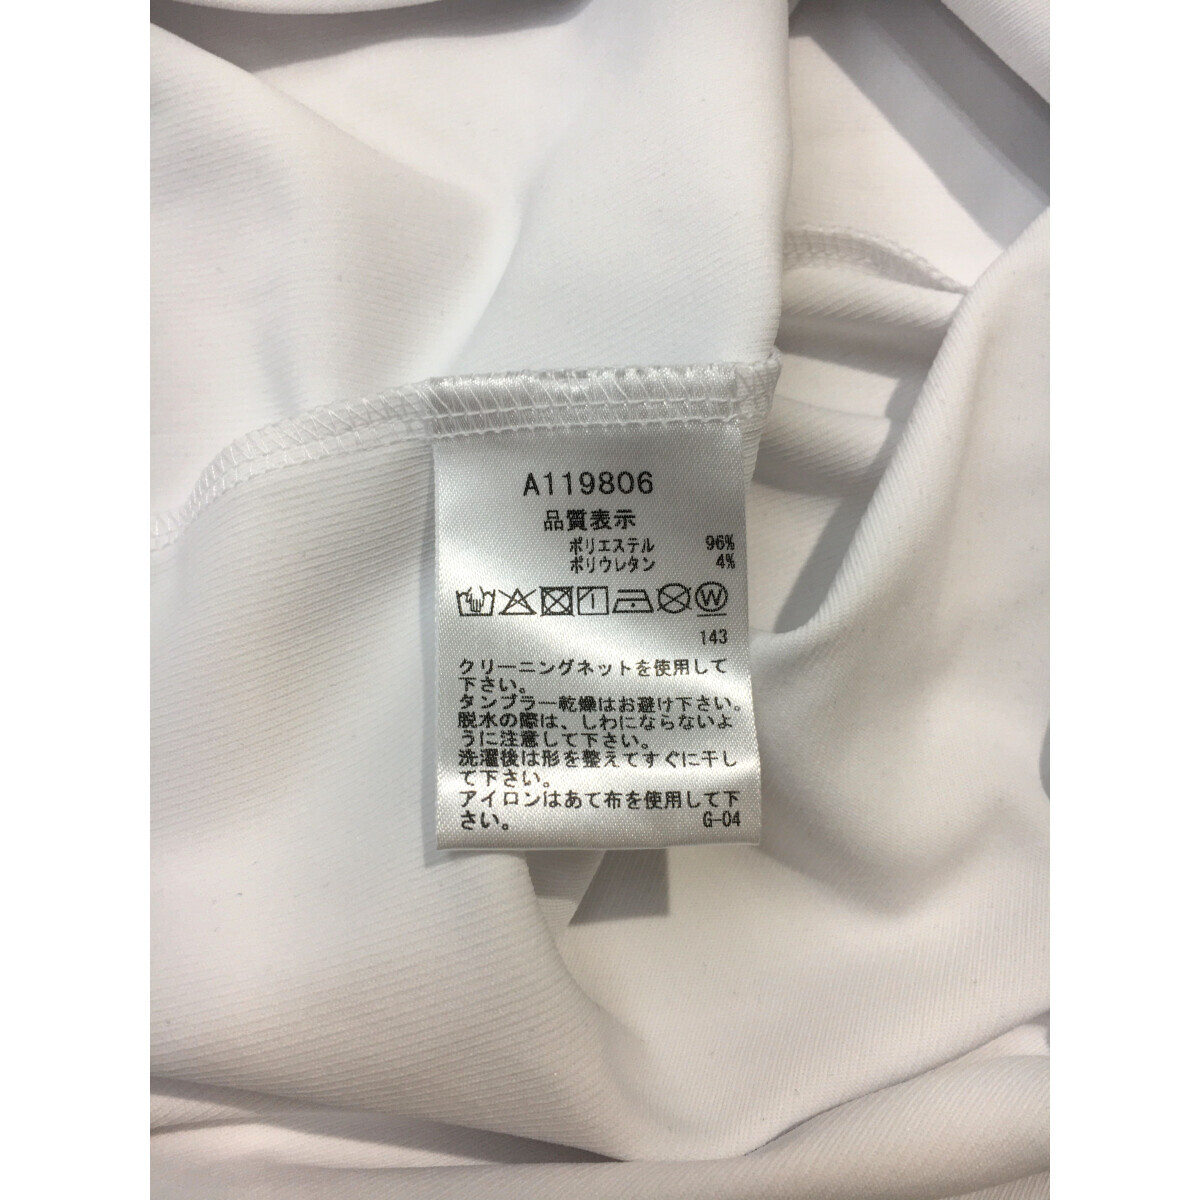 A119806
品質表示
ポリエステル 96%
ポリウレタン 4%
W
143
クリーニングネットを使用して
下さい。
タンブラー乾燥はお避け下さい。
脱水の際は、しわにならないよ
うに注意して下さい。
洗濯後は形を整えてすぐに干し
て下さい。
アイロンはあて布を使用して下
さい。 G-04